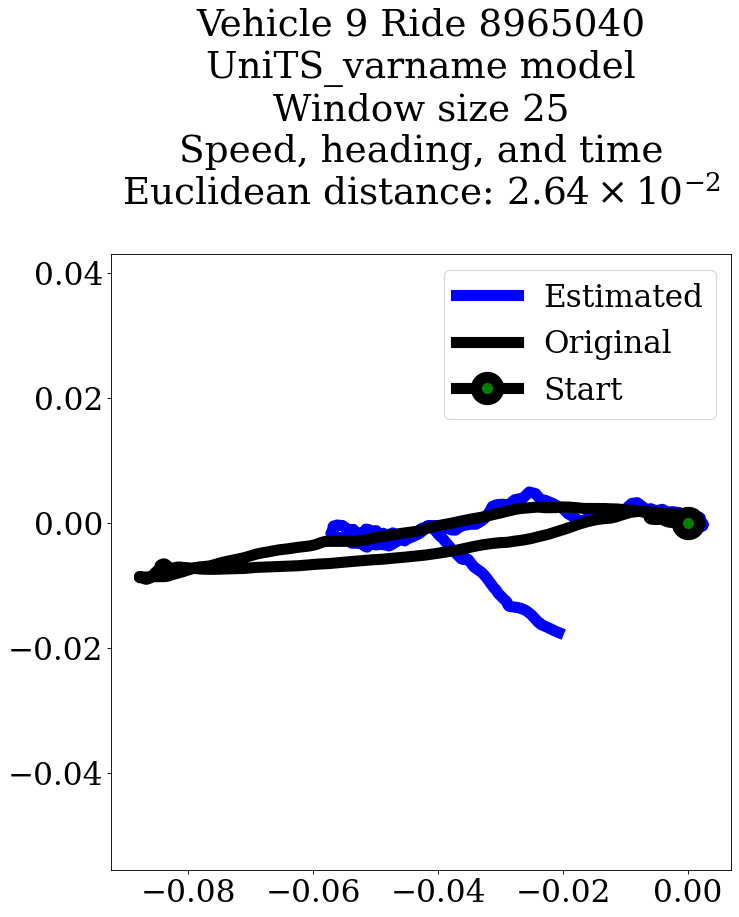 Vehicle 9 Ride 8965040
UniTS_varname model
Window size 25
Speed, heading, and time
Euclidean distance: 2.64 × 10⁻²
Estimated
Original
Start
0.04
0.02
0.00
−0.02
−0.04
−0.08 −0.06 −0.04 −0.02 0.00